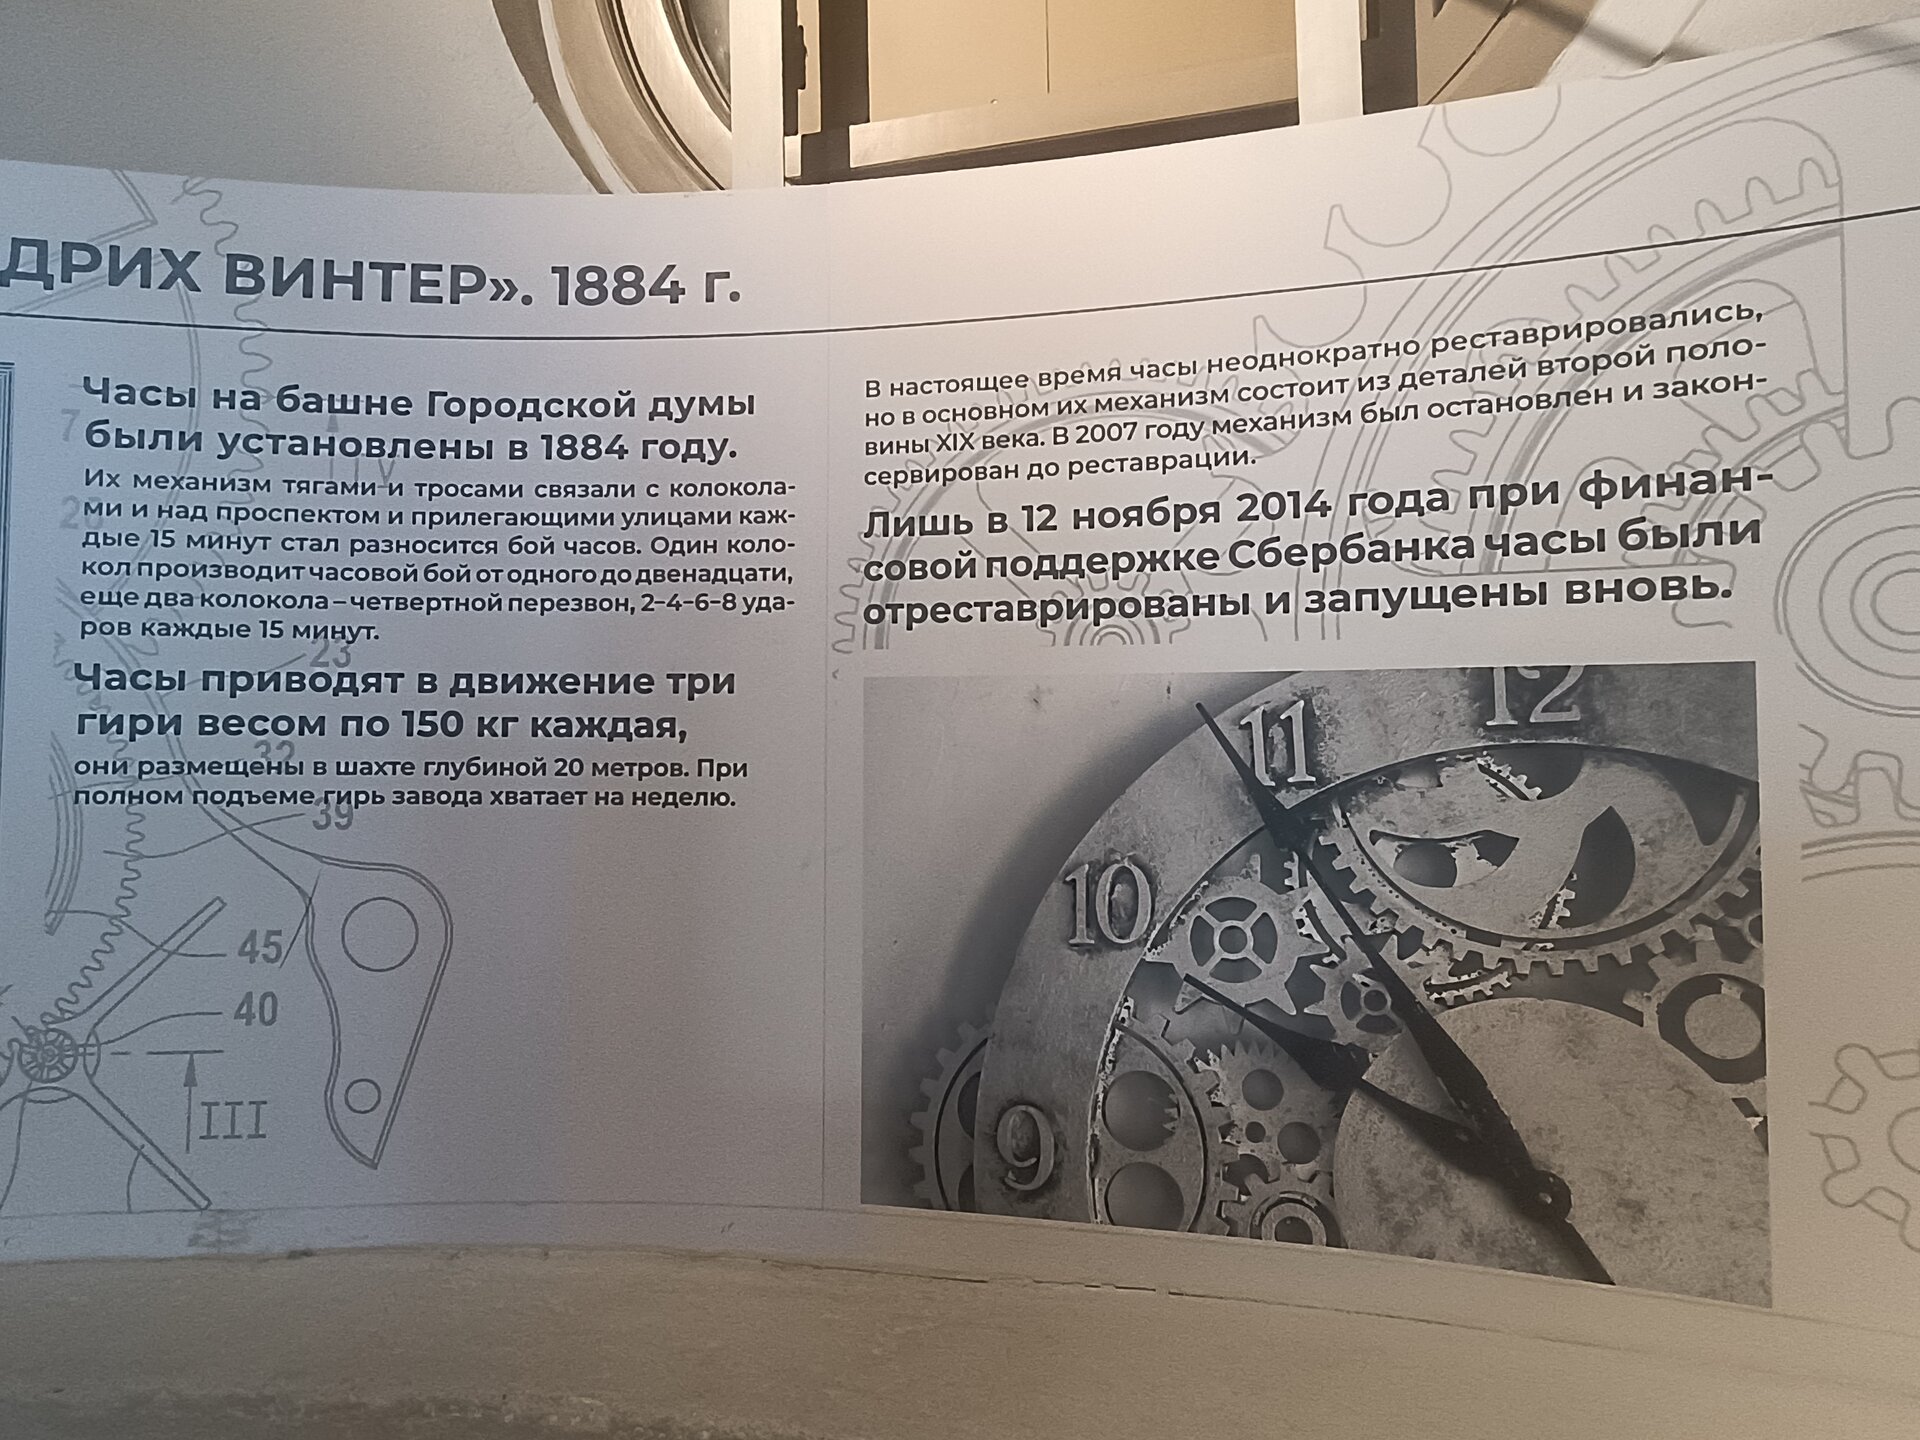 ДРИХ ВИНТЕР». 1884 г.
Часы на башне Городской думы
были установлены в 1884 году.
Их механизм тягами и тросами связали с колокола-
ми и над проспектом и прилегающими улицами каж-
дые 15 минут стал разносится бой часов. Один коло-
кол производит часовой бой от одного до двенадцати,
еще два колокола – четвертной перезвон, 2-4-6-8 уда-
ров каждые 15 минут.
Часы приводят в движение три
гири весом по 150 кг каждая,
они размещены в шахте глубиной 20 метров. При
полном подъеме гирь завода хватает на неделю.
В настоящее время часы неоднократно реставрировались,
но в основном их механизм состоит из деталей второй поло-
вины XIX века. В 2007 году механизм был остановлен и закон-
сервирован до реставрации.
Лишь в 12 ноября 2014 года при финан-
совой поддержке Сбербанка часы были
отреставрированы и запущены вновь.
7
IV
23
32
39
45
40
III
12
11
10
9